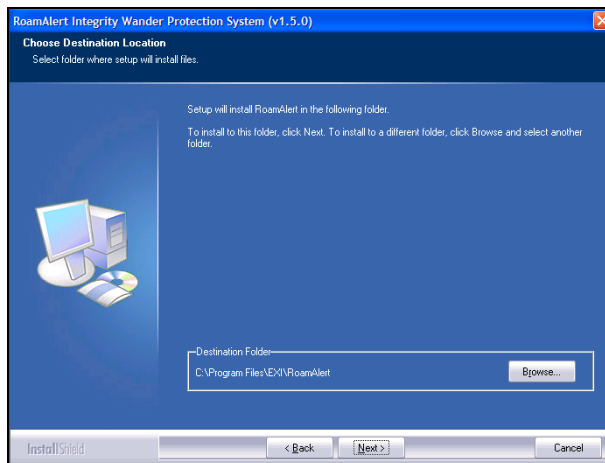 RoamAlert Integrity Wander Protection System (v1.5.0)
Choose Destination Location
Select folder where setup will install files.
Setup will install RoamAlert in the following folder.
To install to this folder, click Next. To install to a different folder, click Browse and select another
folder.
Destination Folder
C:\Program Files\EXI\RoamAlert
Browse...
InstallShield
< Back
Next >
Cancel